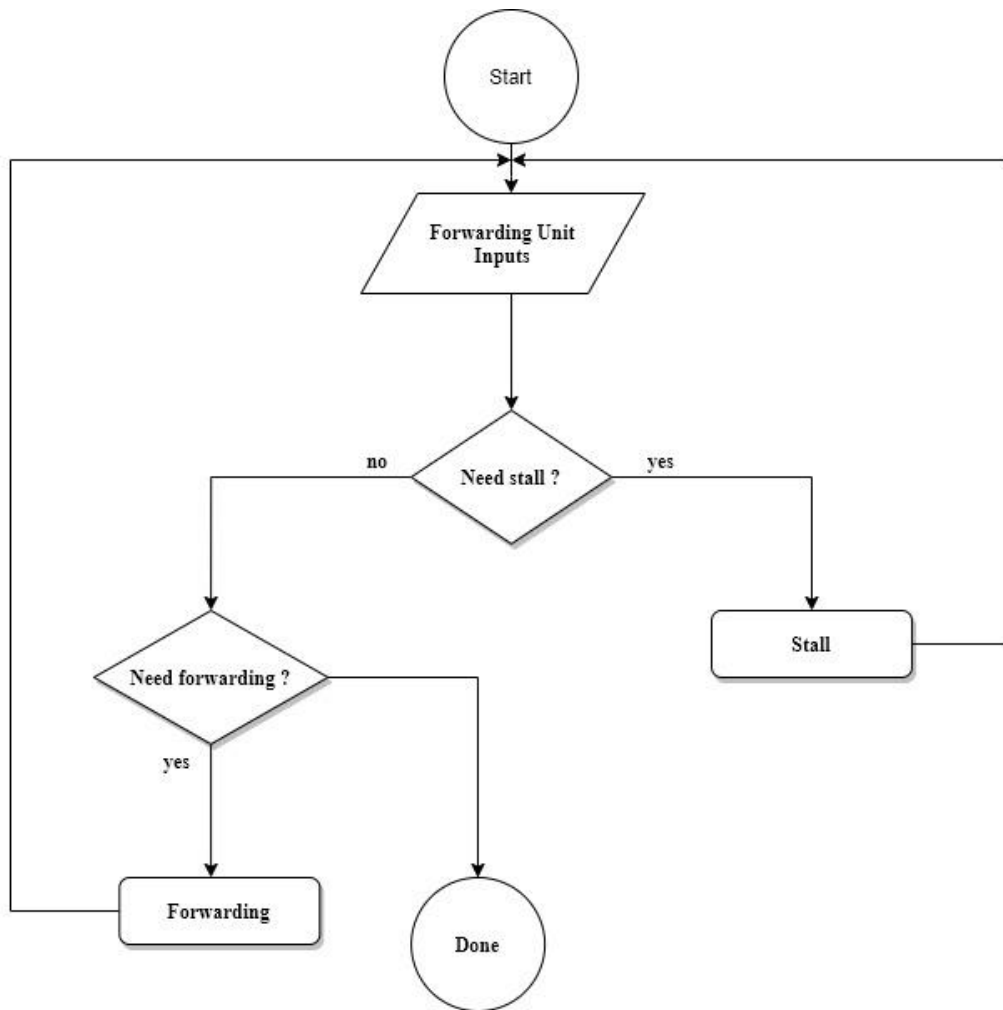 Start
Forwarding Unit
Inputs
no
Need stall ?
yes
Need forwarding ?
Stall
yes
Forwarding
Done